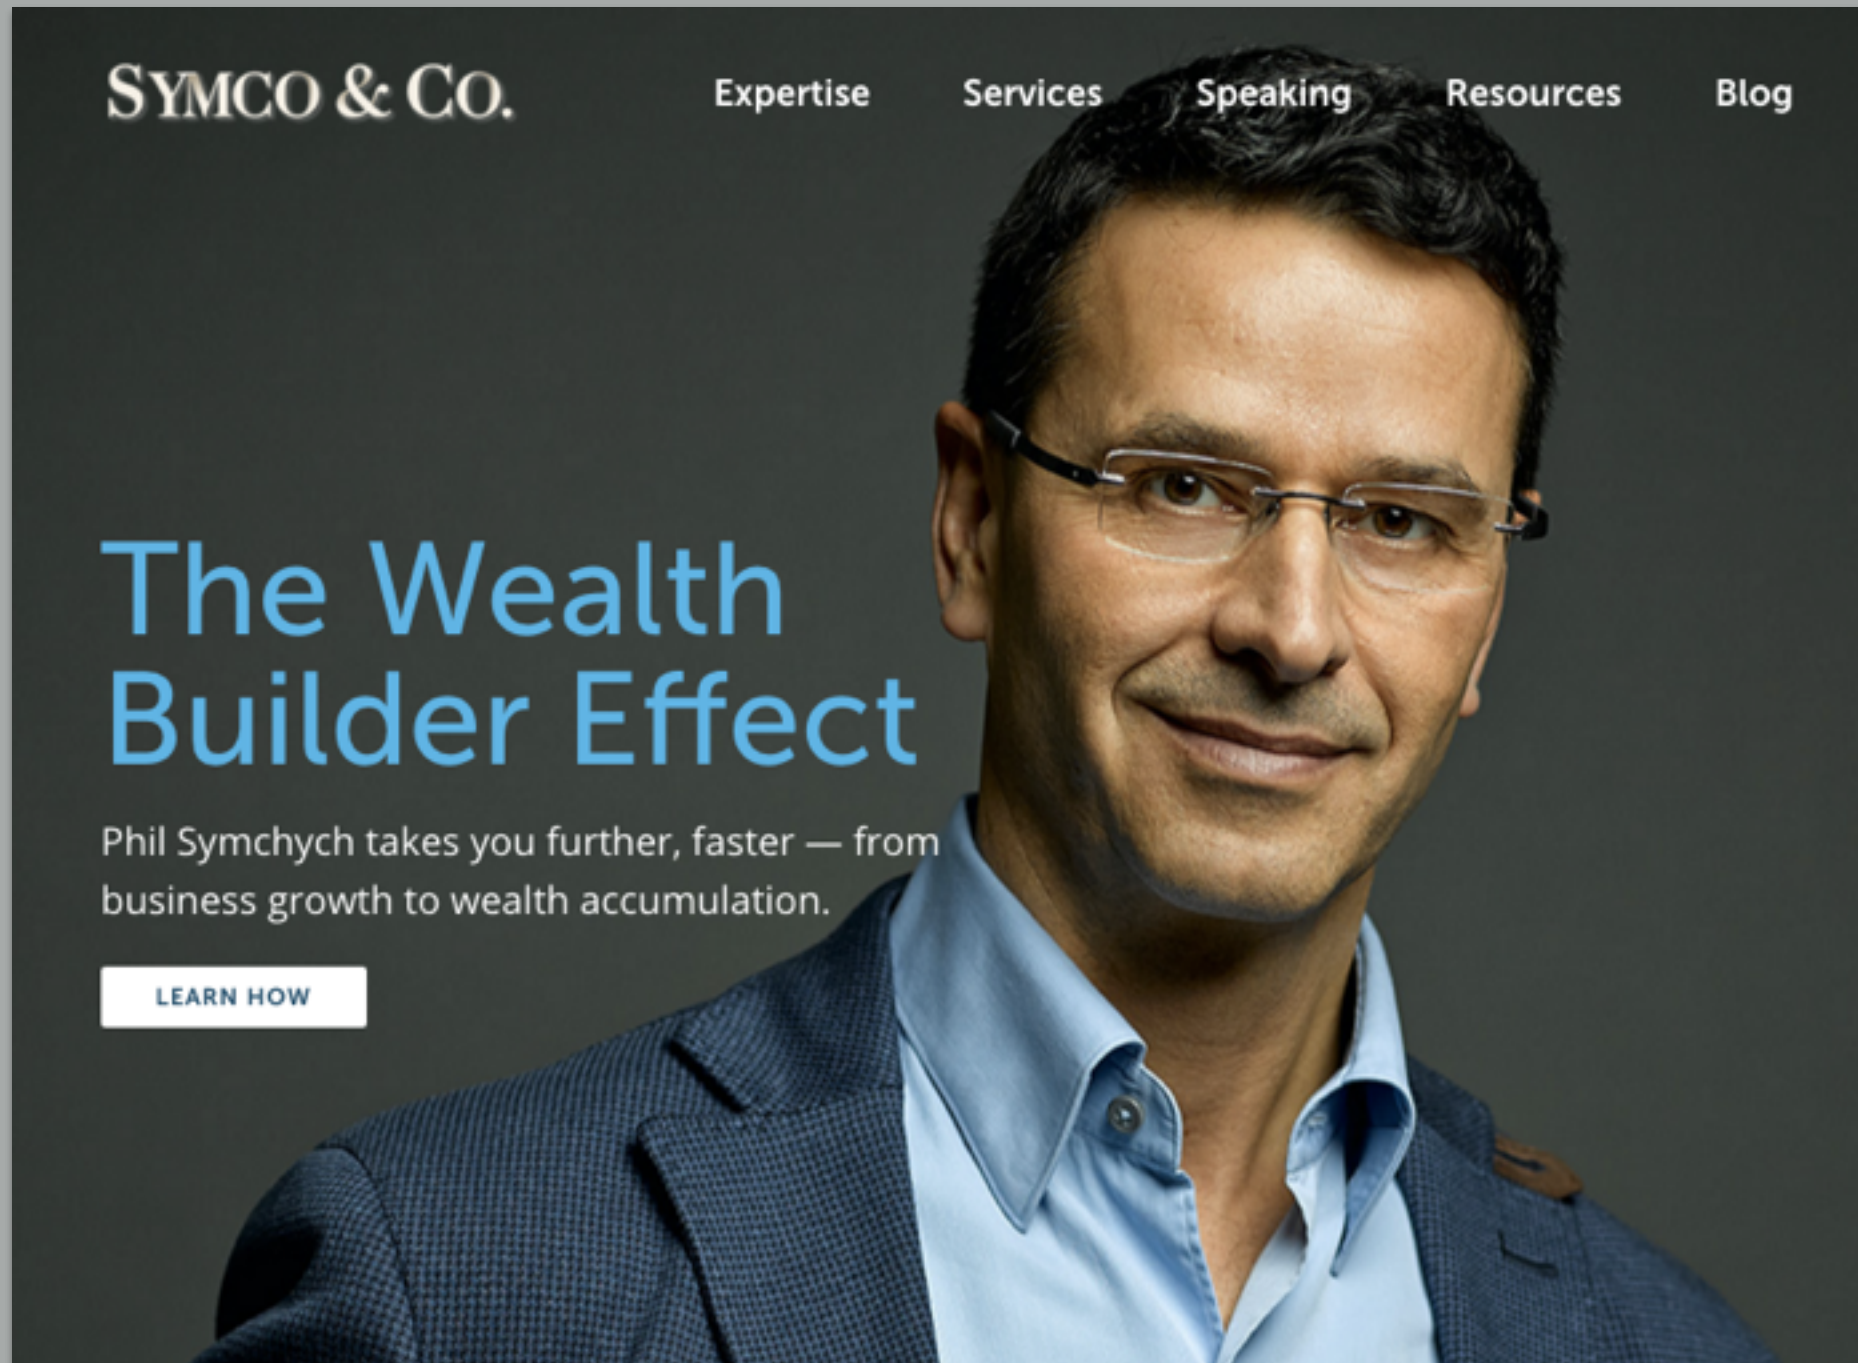 SYMCO & CO.
Expertise Services Speaking Resources Blog
The Wealth
Builder Effect
Phil Symchych takes you further, faster — from
business growth to wealth accumulation.
LEARN HOW